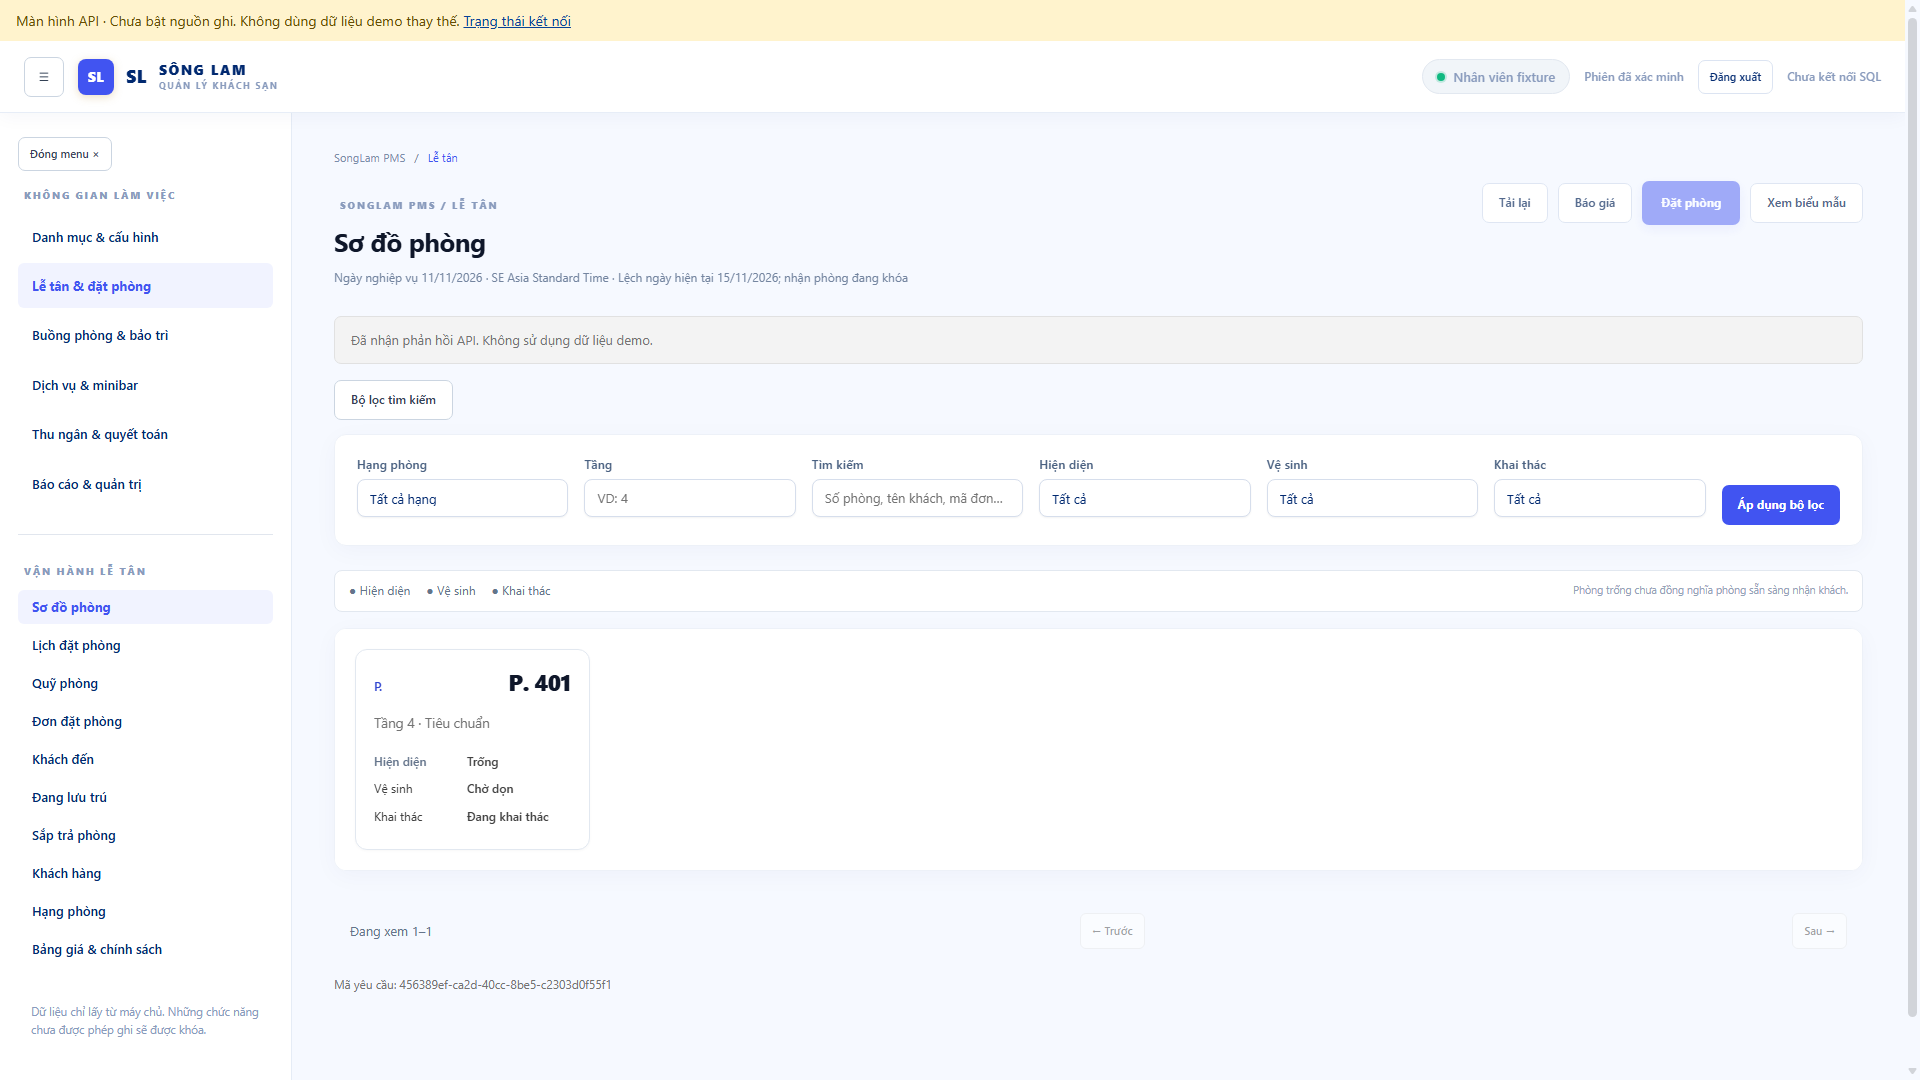 Màn hình API · Chưa bật nguồn ghi. Không dùng dữ liệu demo thay thế. Trạng thái kết nối
☰
SL
SL
SÔNG LAM
QUẢN LÝ KHÁCH SẠN
Nhân viên fixture
Phiên đã xác minh
Đăng xuất
Chưa kết nối SQL
Đóng menu ×
KHÔNG GIAN LÀM VIỆC
Danh mục & cấu hình
Lễ tân & đặt phòng
Buồng phòng & bảo trì
Dịch vụ & minibar
Thu ngân & quyết toán
Báo cáo & quản trị
VẬN HÀNH LỄ TÂN
Sơ đồ phòng
Lịch đặt phòng
Quỹ phòng
Đơn đặt phòng
Khách đến
Đang lưu trú
Sắp trả phòng
Khách hàng
Hạng phòng
Bảng giá & chính sách
Dữ liệu chỉ lấy từ máy chủ. Những chức năng
chưa được phép ghi sẽ được khóa.
SongLam PMS / Lễ tân
SONGLAM PMS / LỄ TÂN
Sơ đồ phòng
Ngày nghiệp vụ 11/11/2026 · SE Asia Standard Time · Lệch ngày hiện tại 15/11/2026; nhận phòng đang khóa
Tải lại
Báo giá
Đặt phòng
Xem biểu mẫu
Đã nhận phản hồi API. Không sử dụng dữ liệu demo.
Bộ lọc tìm kiếm
Hạng phòng
Tất cả hạng
Tầng
VD: 4
Tìm kiếm
Số phòng, tên khách, mã đơn...
Hiện diện
Tất cả
Vệ sinh
Tất cả
Khai thác
Tất cả
Áp dụng bộ lọc
● Hiện diện ● Vệ sinh ● Khai thác
Phòng trống chưa đồng nghĩa phòng sẵn sàng nhận khách.
P.
P. 401
Tầng 4 · Tiêu chuẩn
Hiện diện Trống
Vệ sinh Chờ dọn
Khai thác Đang khai thác
Đang xem 1–1
← Trước
Sau →
Mã yêu cầu: 456389ef-ca2d-40cc-8be5-c2303d0f55f1